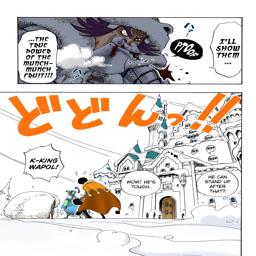 I'LL
SHOW
THEM
...
...THE
TRUE
POWER
OF THE
MUNCH-
MUNCH
FRUIT!!!
どどんっ!!
K-KING
WAPOL!
WOW! HE'S
TOUGH.
HE
CAN STAND
UP AFTER
THAT?